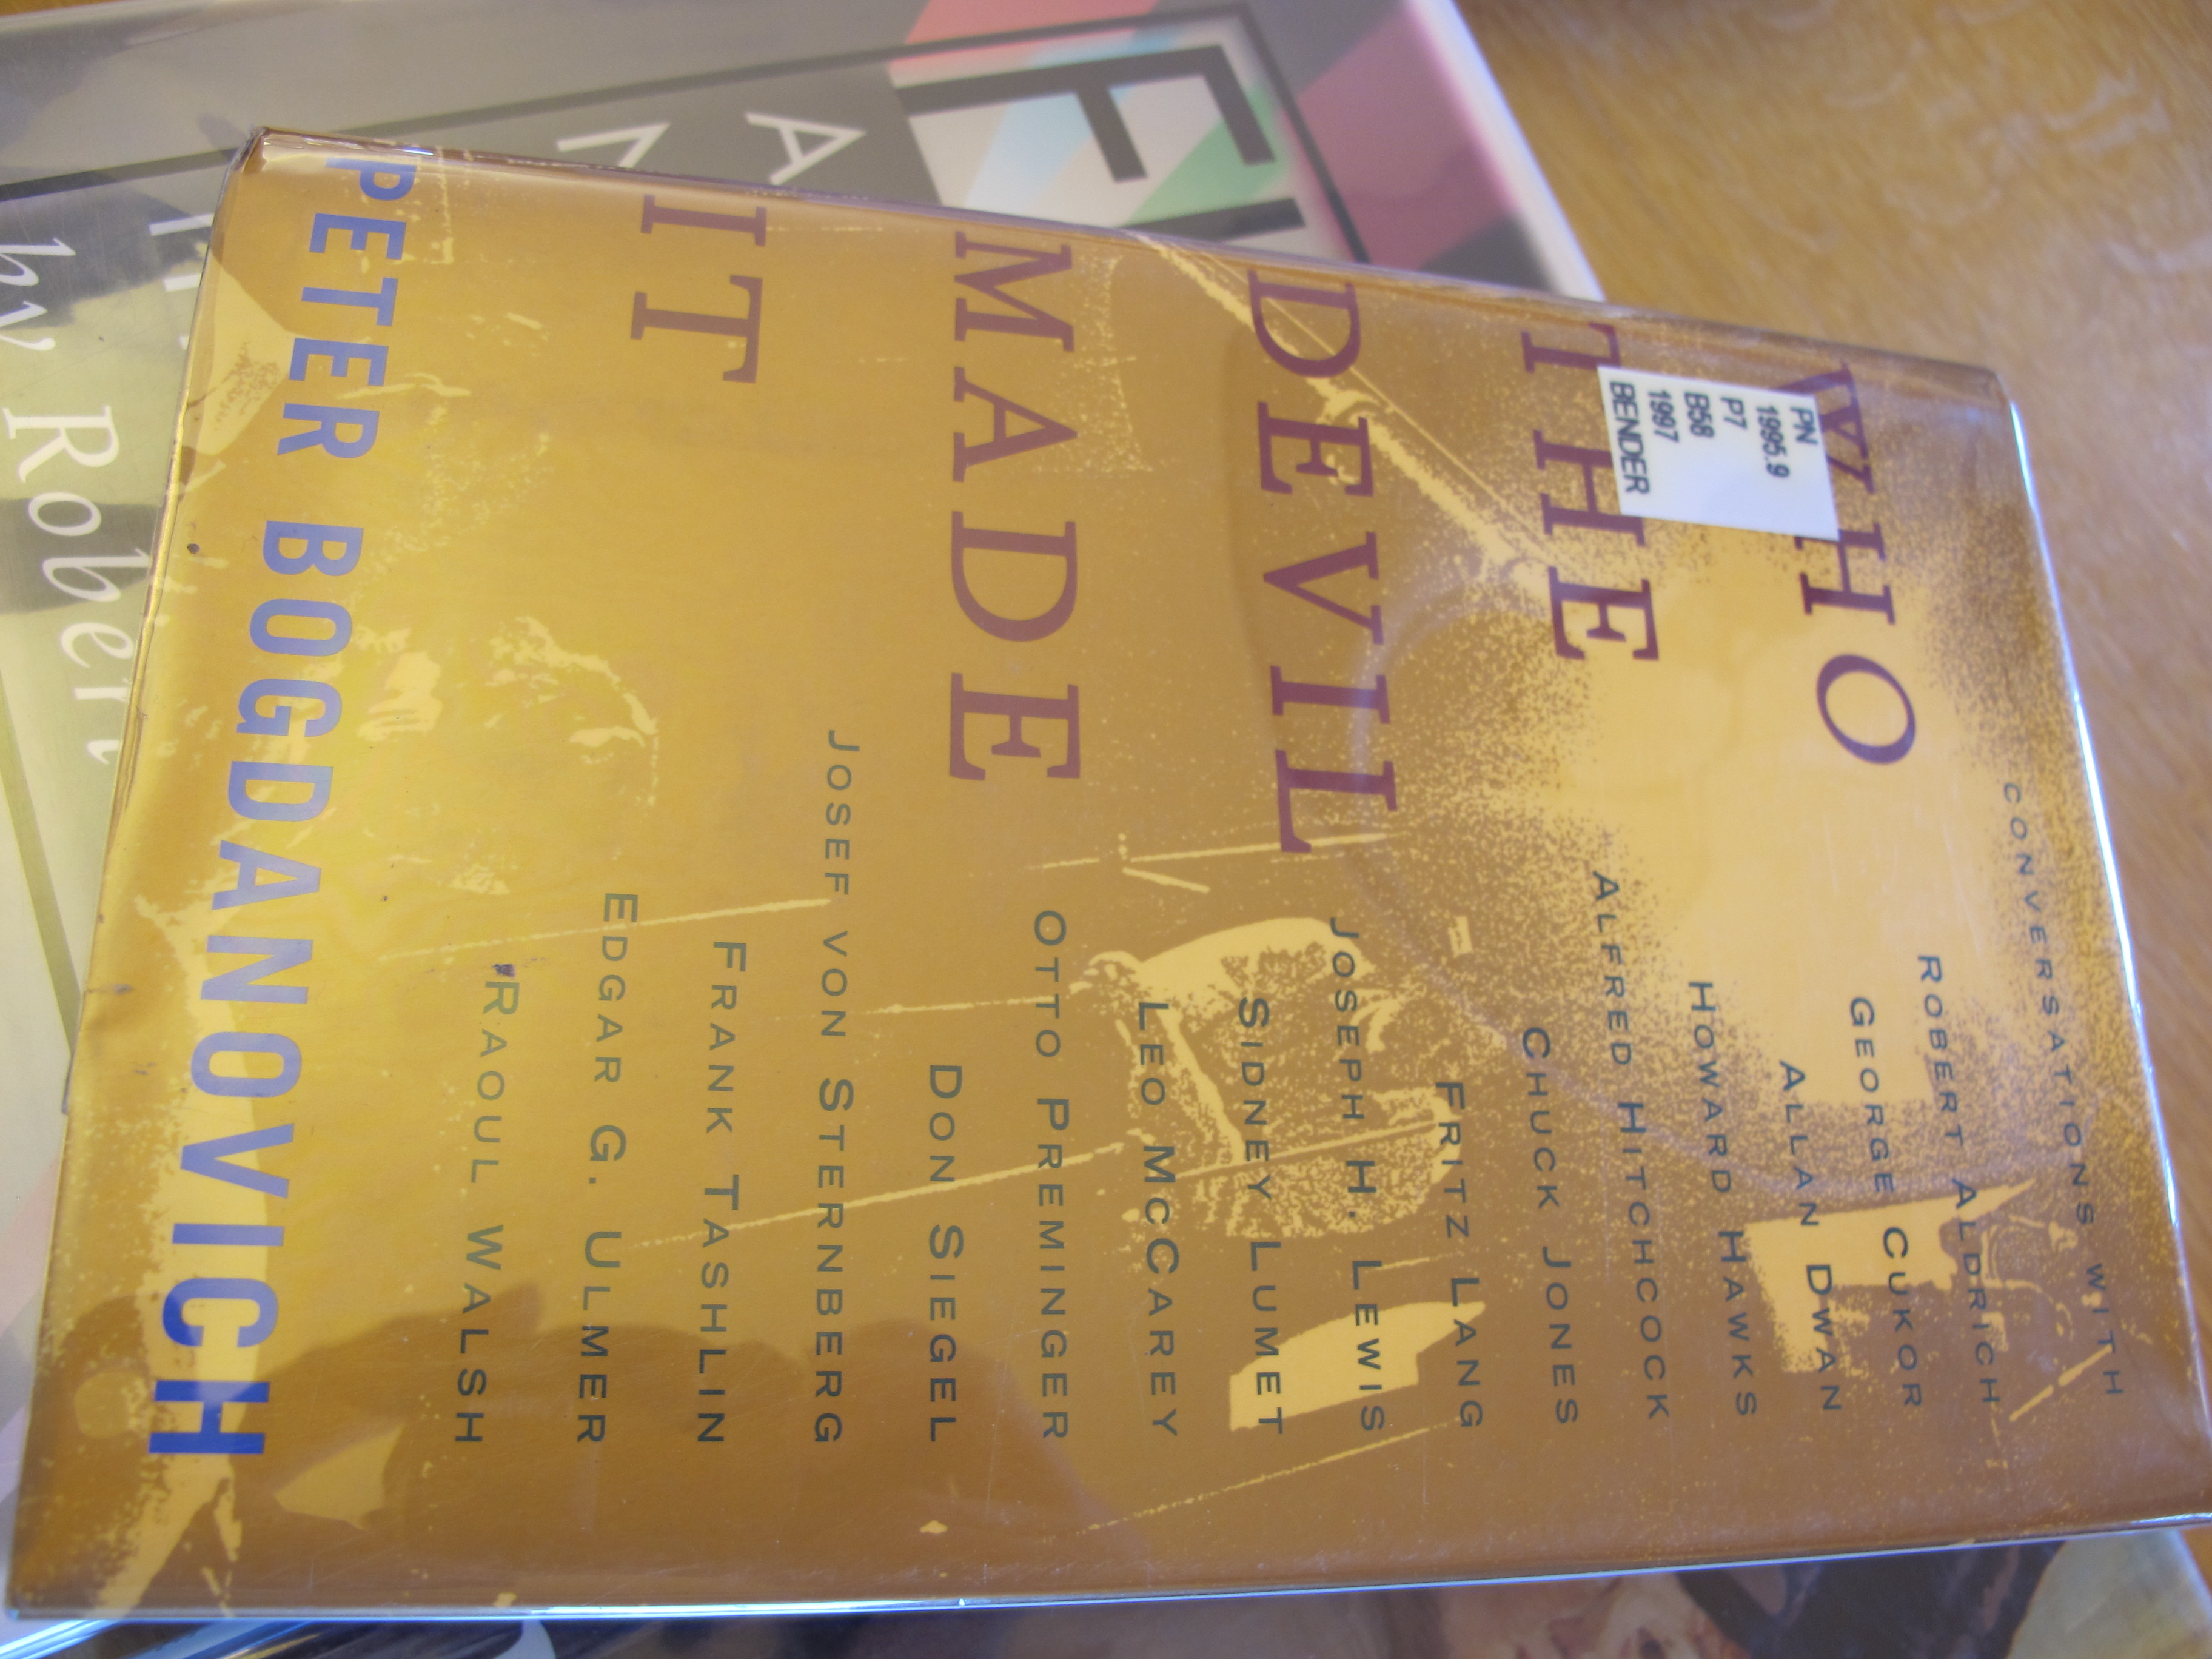 CONVERSATIONS WITH
ROBERT ALDRICH
GEORGE CUKOR
ALLAN DWAN
HOWARD HAWKS
ALFRED HITCHCOCK
CHUCK JONES
FRITZ LANG
JOSEPH H. LEWIS
SIDNEY LUMET
LEO MCCAREY
OTTO PREMINGER
DON SIEGEL
JOSEF VON STERNBERG
FRANK TASHLIN
EDGAR G. ULMER
RAOUL WALSH
WHO
THE
DEVIL
MADE
IT
PETER BOGDANOVICH
PN
1995.9
P7
B58
1997
BENDER
by Robert